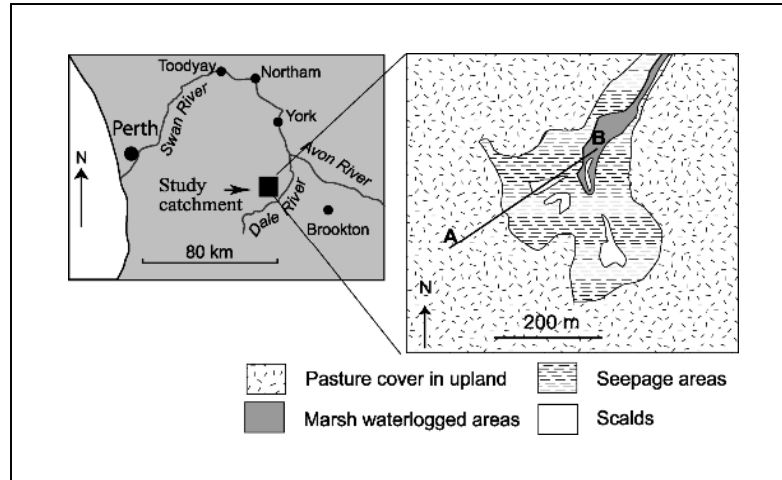 Toodyay
Northam
Swan River
York
Perth
Avon River
N
Study
catchment
Dale River
Brookton
80 km
B
A
N
200 m
Pasture cover in upland
Seepage areas
Marsh waterlogged areas
Scalds